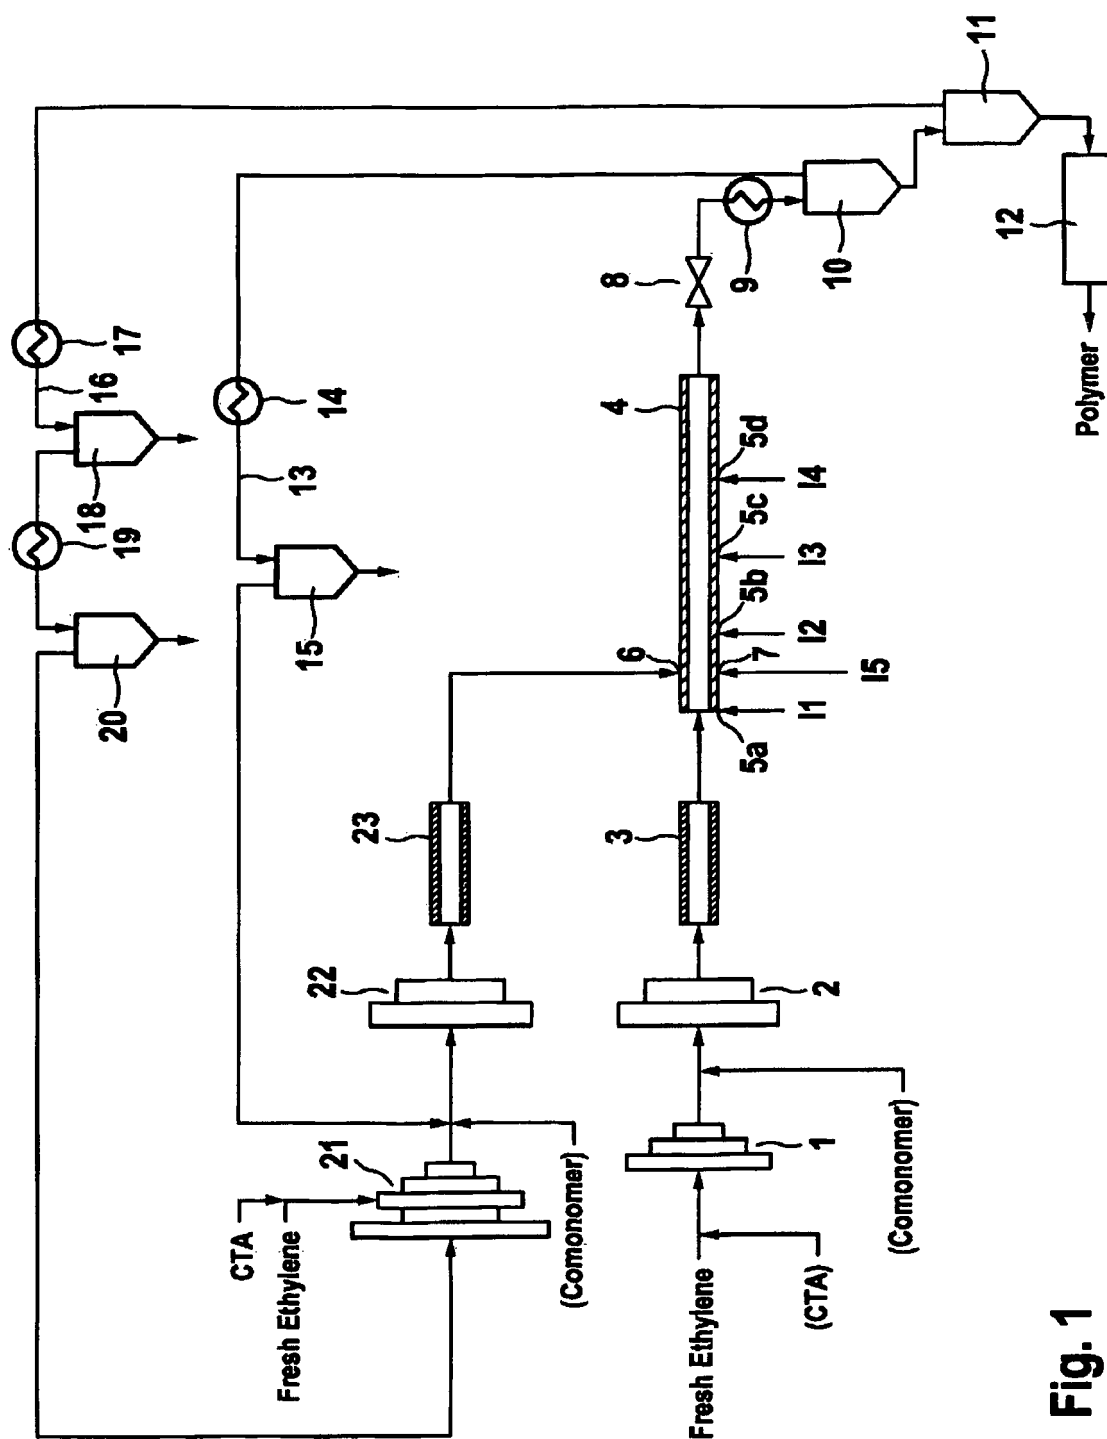 20
19
18
16
17
15
13
14
CTA
Fresh Ethylene
21
22
23
(Comonomer)
6
3
4
8
Fresh Ethylene
5a
7
5b
5c
5d
9
(CTA)
1
2
I1
I2
I3
I4
10
I5
(Comonomer)
11
12
Polymer
Fig. 1